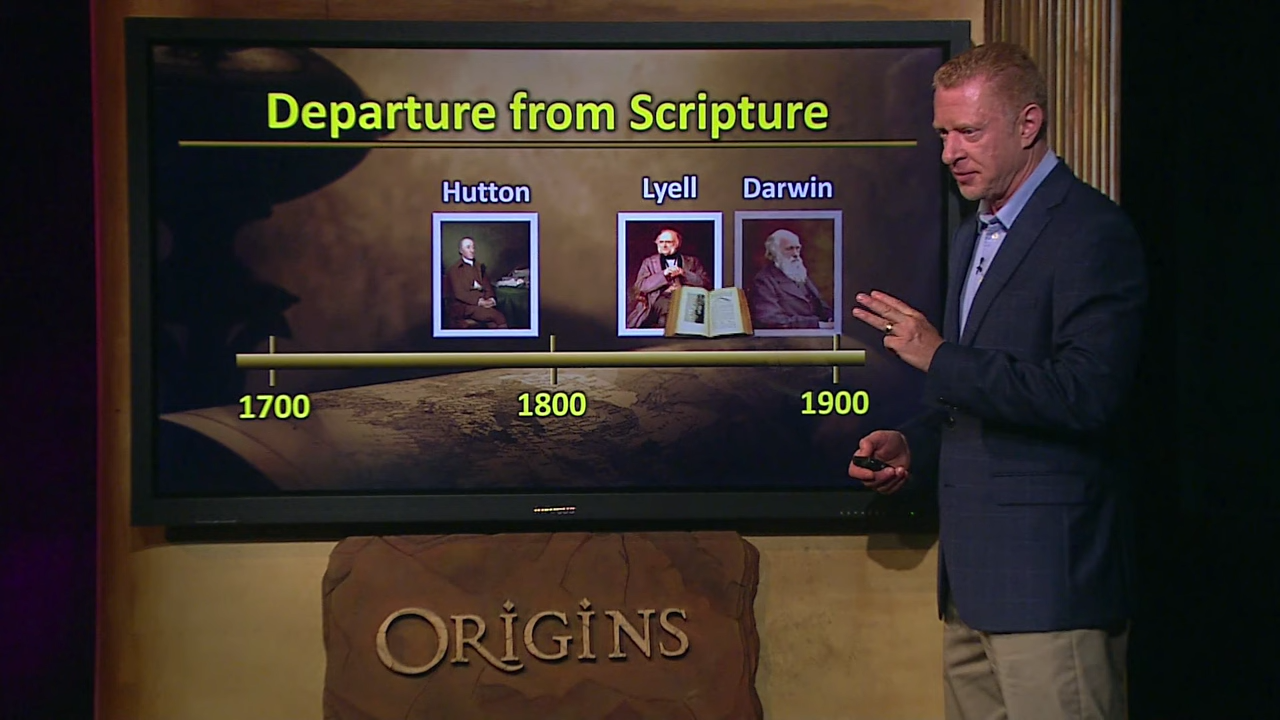 Departure from Scripture
Hutton
Lyell
Darwin
1700
1800
1900
ORIGINS